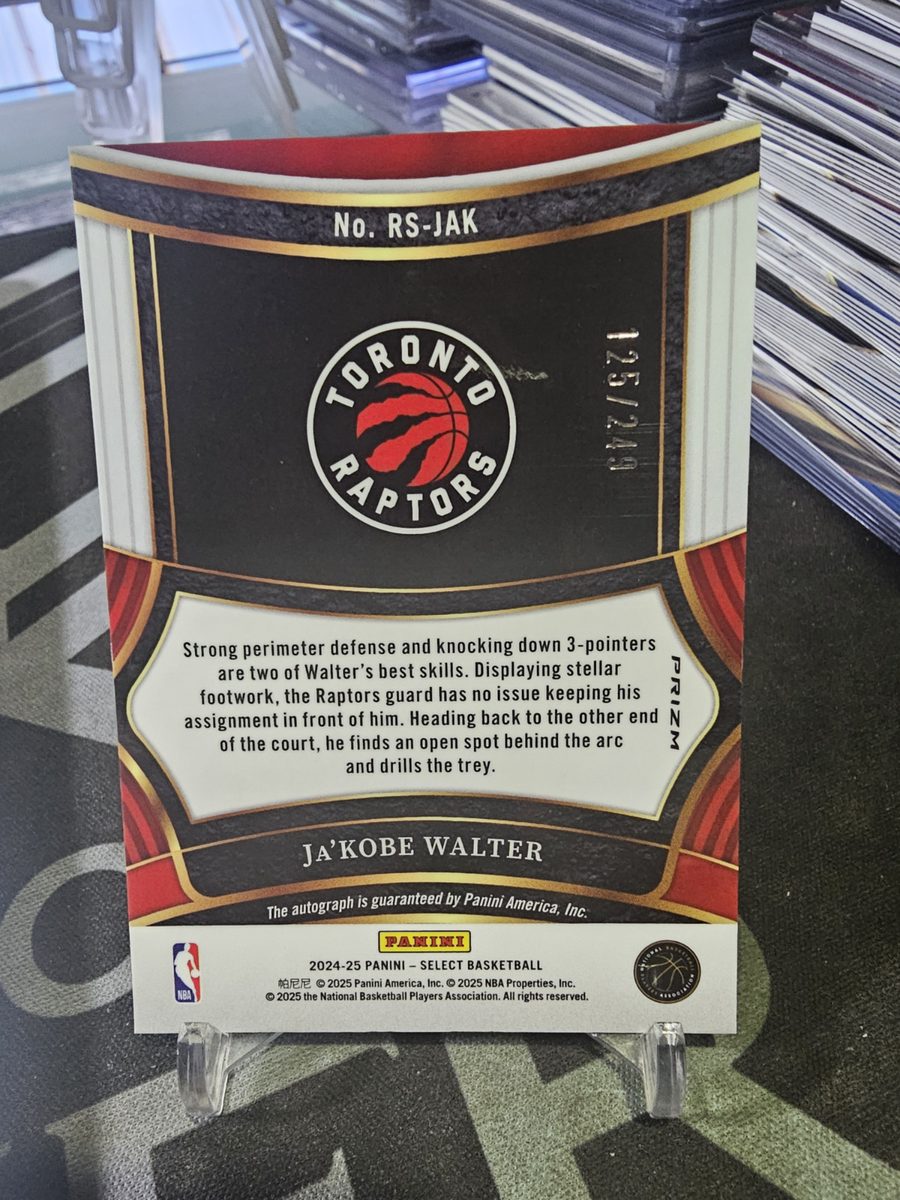 No. RS-JAK
TORONTO
RAPTORS
125/249
Strong perimeter defense and knocking down 3-pointers
are two of Walter's best skills. Displaying stellar
footwork, the Raptors guard has no issue keeping his
assignment in front of him. Heading back to the other end
of the court, he finds an open spot behind the arc
and drills the trey.
PRIZM
JA'KOBE WALTER
The autograph is guaranteed by Panini America, Inc.
PANINI
2024-25 PANINI – SELECT BASKETBALL
帕尼尼 © 2025 Panini America, Inc. © 2025 NBA Properties, Inc.
© 2025 the National Basketball Players Association. All rights reserved.
NBA
NATIONAL BASKETBALL
ASSOCIATION